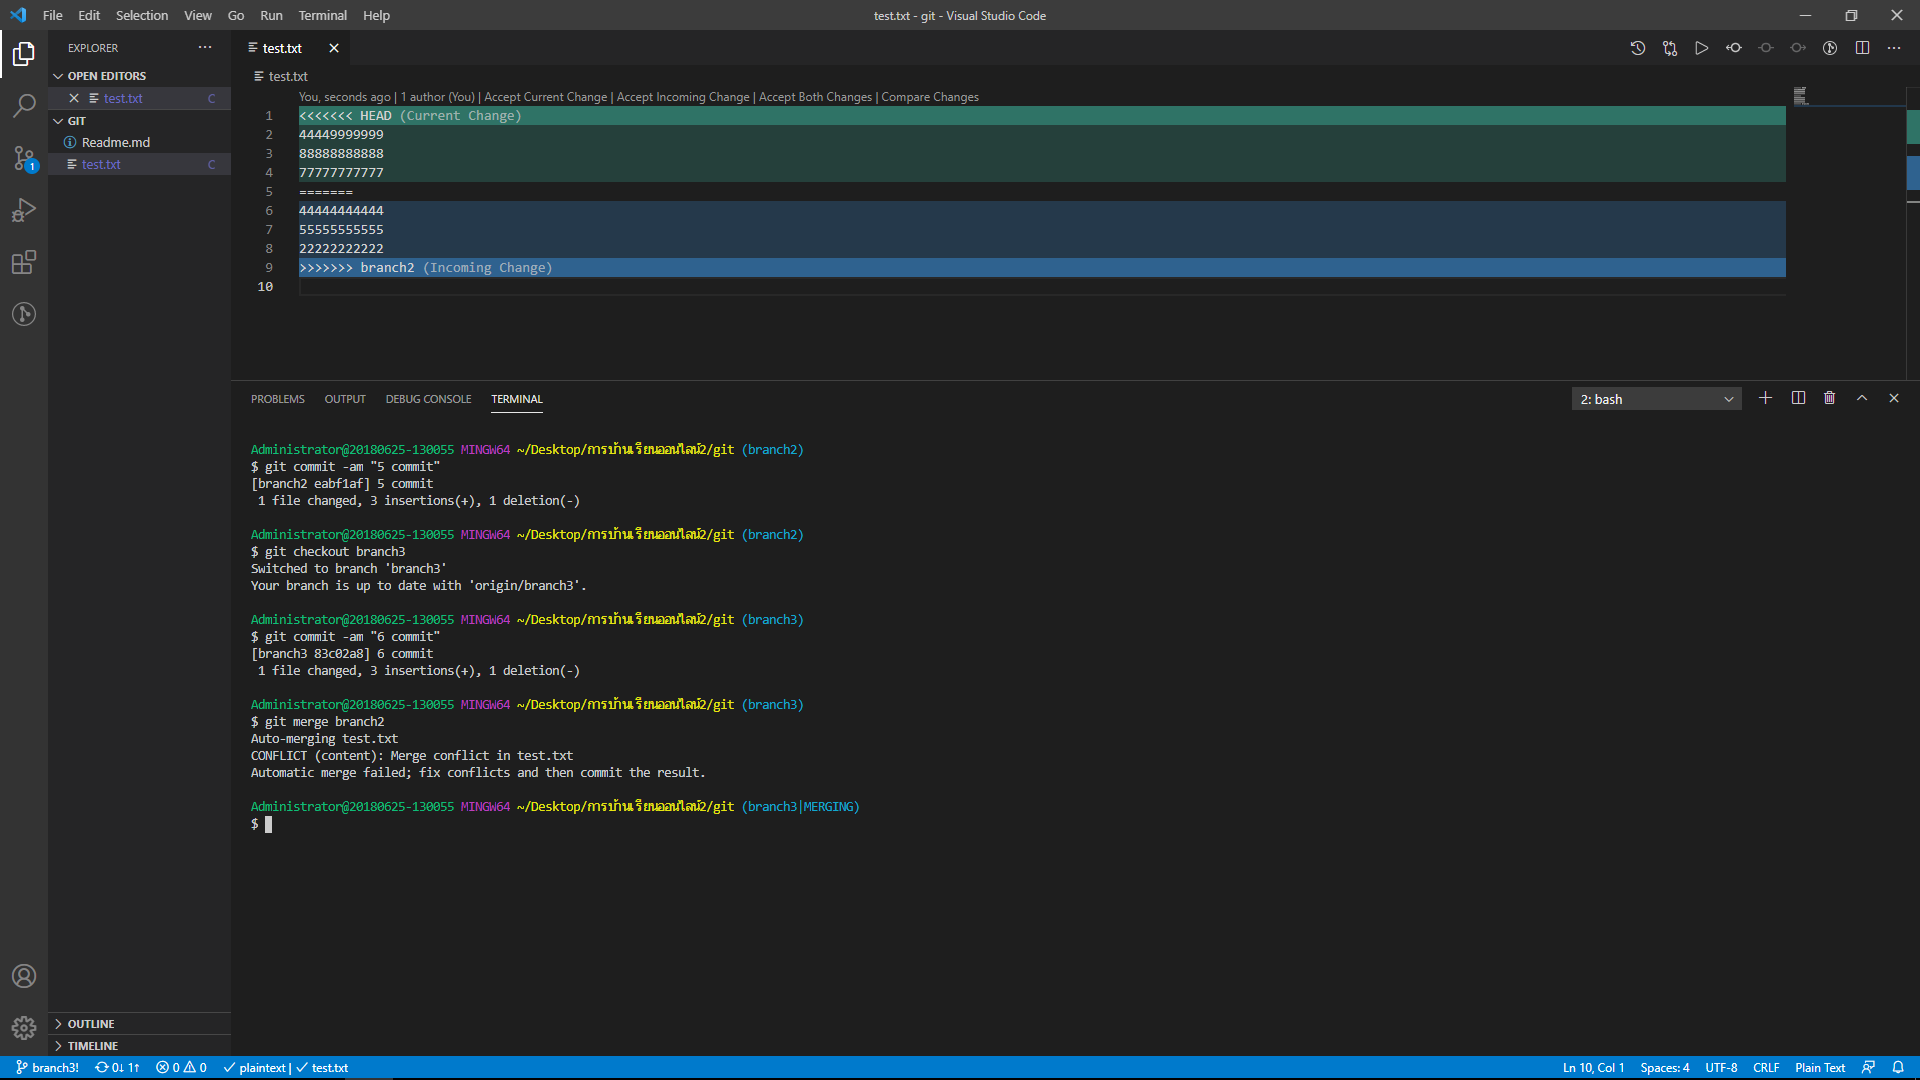 File Edit Selection View Go Run Terminal Help
test.txt - git - Visual Studio Code
EXPLORER
OPEN EDITORS
test.txt C
GIT
Readme.md
test.txt C
1
test.txt
test.txt
You, seconds ago | 1 author (You) | Accept Current Change | Accept Incoming Change | Accept Both Changes | Compare Changes
1 <<<<<<< HEAD (Current Change)
2 44449999999
3 88888888888
4 77777777777
5 =======
6 44444444444
7 55555555555
8 22222222222
9 >>>>>>> branch2 (Incoming Change)
10
PROBLEMS OUTPUT DEBUG CONSOLE TERMINAL
2: bash
Administrator@20180625-130055 MINGW64 ~/Desktop/การบ้านเรียนออนไลน์2/git (branch2)
$ git commit -am "5 commit"
[branch2 eabf1af] 5 commit
1 file changed, 3 insertions(+), 1 deletion(-)
Administrator@20180625-130055 MINGW64 ~/Desktop/การบ้านเรียนออนไลน์2/git (branch2)
$ git checkout branch3
Switched to branch 'branch3'
Your branch is up to date with 'origin/branch3'.
Administrator@20180625-130055 MINGW64 ~/Desktop/การบ้านเรียนออนไลน์2/git (branch3)
$ git commit -am "6 commit"
[branch3 83c02a8] 6 commit
1 file changed, 3 insertions(+), 1 deletion(-)
Administrator@20180625-130055 MINGW64 ~/Desktop/การบ้านเรียนออนไลน์2/git (branch3)
$ git merge branch2
Auto-merging test.txt
CONFLICT (content): Merge conflict in test.txt
Automatic merge failed; fix conflicts and then commit the result.
Administrator@20180625-130055 MINGW64 ~/Desktop/การบ้านเรียนออนไลน์2/git (branch3|MERGING)
$
OUTLINE
TIMELINE
branch3! 0↓ 1↑ 0 0 plaintext | test.txt
Ln 10, Col 1 Spaces: 4 UTF-8 CRLF Plain Text